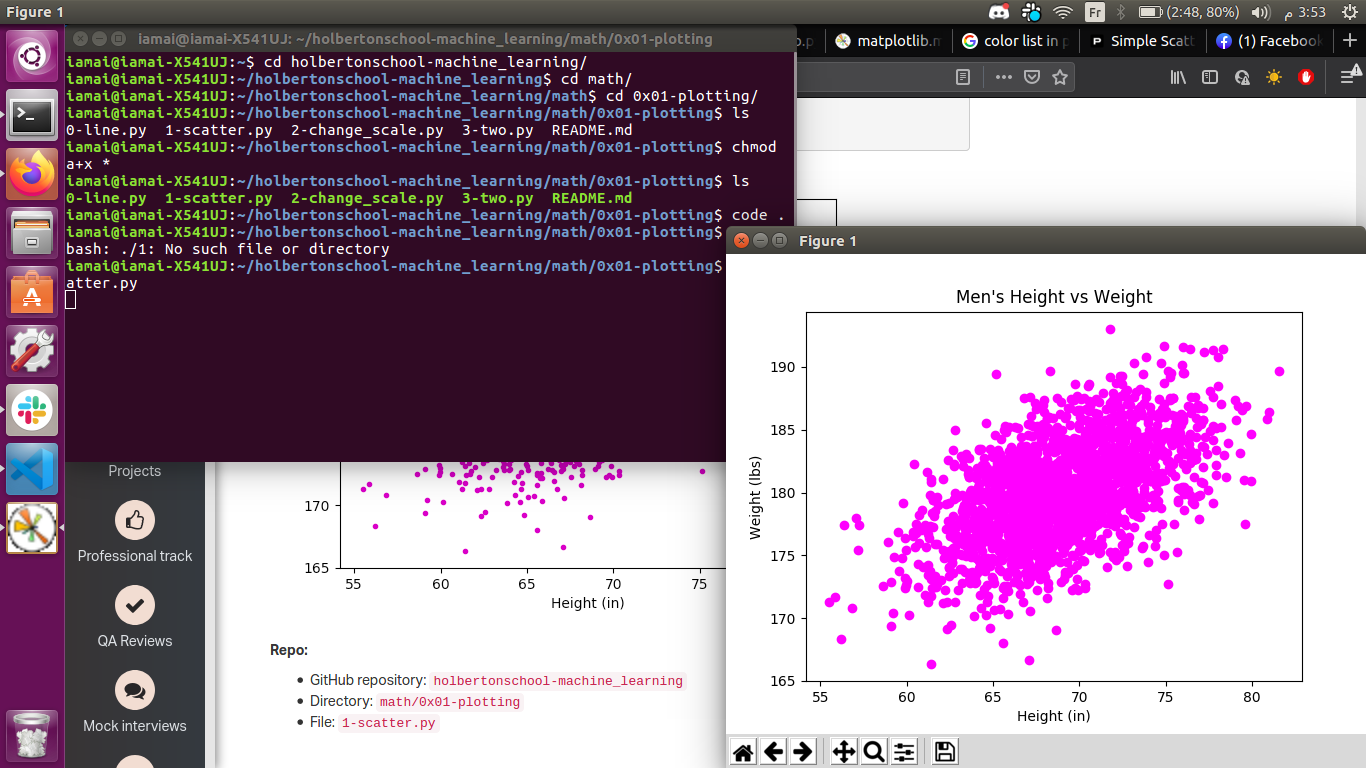 Figure 1
Fr
(2:48, 80%)
3:53 م
iamai@iamai-X541UJ: ~/holbertonschool-machine_learning/math/0x01-plotting
iamai@iamai-X541UJ:~$ cd holbertonschool-machine_learning/
iamai@iamai-X541UJ:~/holbertonschool-machine_learning$ cd math/
iamai@iamai-X541UJ:~/holbertonschool-machine_learning/math$ cd 0x01-plotting/
iamai@iamai-X541UJ:~/holbertonschool-machine_learning/math/0x01-plotting$ ls
0-line.py 1-scatter.py 2-change_scale.py 3-two.py README.md
iamai@iamai-X541UJ:~/holbertonschool-machine_learning/math/0x01-plotting$ chmod
a+x *
iamai@iamai-X541UJ:~/holbertonschool-machine_learning/math/0x01-plotting$ ls
0-line.py 1-scatter.py 2-change_scale.py 3-two.py README.md
iamai@iamai-X541UJ:~/holbertonschool-machine_learning/math/0x01-plotting$ code .
iamai@iamai-X541UJ:~/holbertonschool-machine_learning/math/0x01-plotting$
bash: ./1: No such file or directory
iamai@iamai-X541UJ:~/holbertonschool-machine_learning/math/0x01-plotting$
atter.py
o.p
matplotlib.m
color list in p
Simple Scatt
(1) Facebook
Figure 1
Men's Height vs Weight
Weight (lbs)
190
185
180
175
170
165
55 60 65 70 75 80
Height (in)
170
165
55 60 65 70 75
Height (in)
Projects
Professional track
QA Reviews
Mock interviews
Repo:
• GitHub repository: holbertonschool-machine_learning
• Directory: math/0x01-plotting
• File: 1-scatter.py